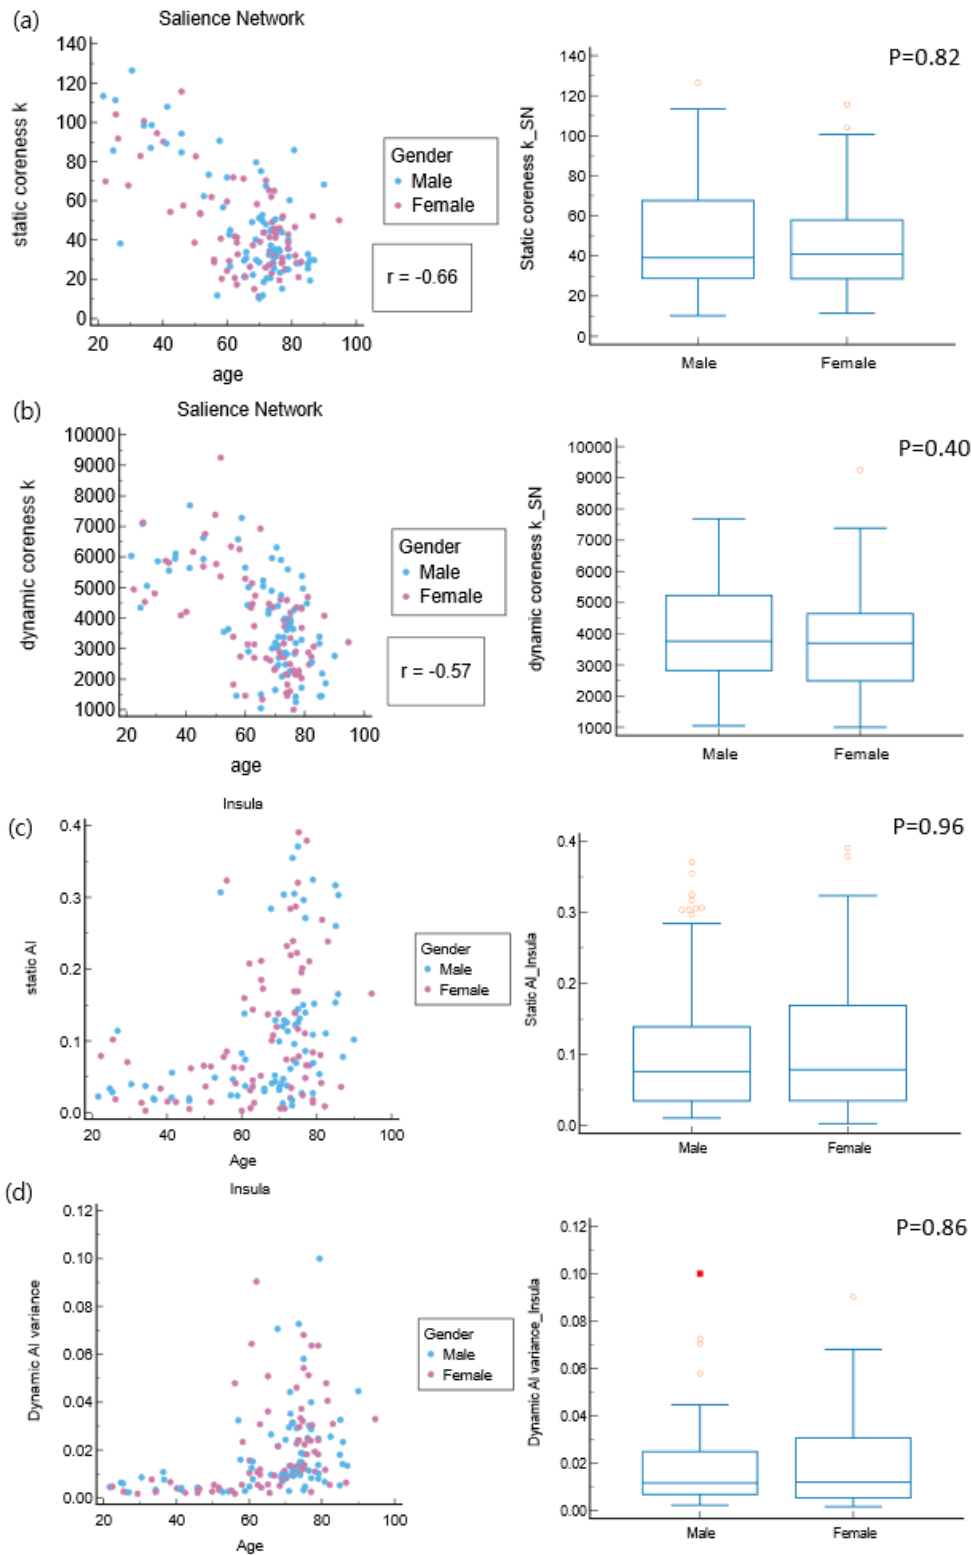 (a)
Salience Network
static coreness k
140
120
100
80
60
40
20
0
20 40 60 80 100
age
Gender
Male
Female
r = -0.66
P=0.82
Static coreness k_SN
140
120
100
80
60
40
20
0
Male Female
(b)
Salience Network
dynamic coreness k
10000
9000
8000
7000
6000
5000
4000
3000
2000
1000
20 40 60 80 100
age
Gender
Male
Female
r = -0.57
P=0.40
dynamic coreness k_SN
10000
9000
8000
7000
6000
5000
4000
3000
2000
1000
Male Female
(c)
Insula
static AI
0.4
0.3
0.2
0.1
0.0
20 40 60 80 100
Age
Gender
Male
Female
P=0.96
Static AI_Insula
0.4
0.3
0.2
0.1
0.0
Male Female
(d)
Insula
Dynamic AI variance
0.12
0.10
0.08
0.06
0.04
0.02
0.00
20 40 60 80 100
Age
Gender
Male
Female
P=0.86
Dynamic AI variance_Insula
0.12
0.10
0.08
0.06
0.04
0.02
0.00
Male Female